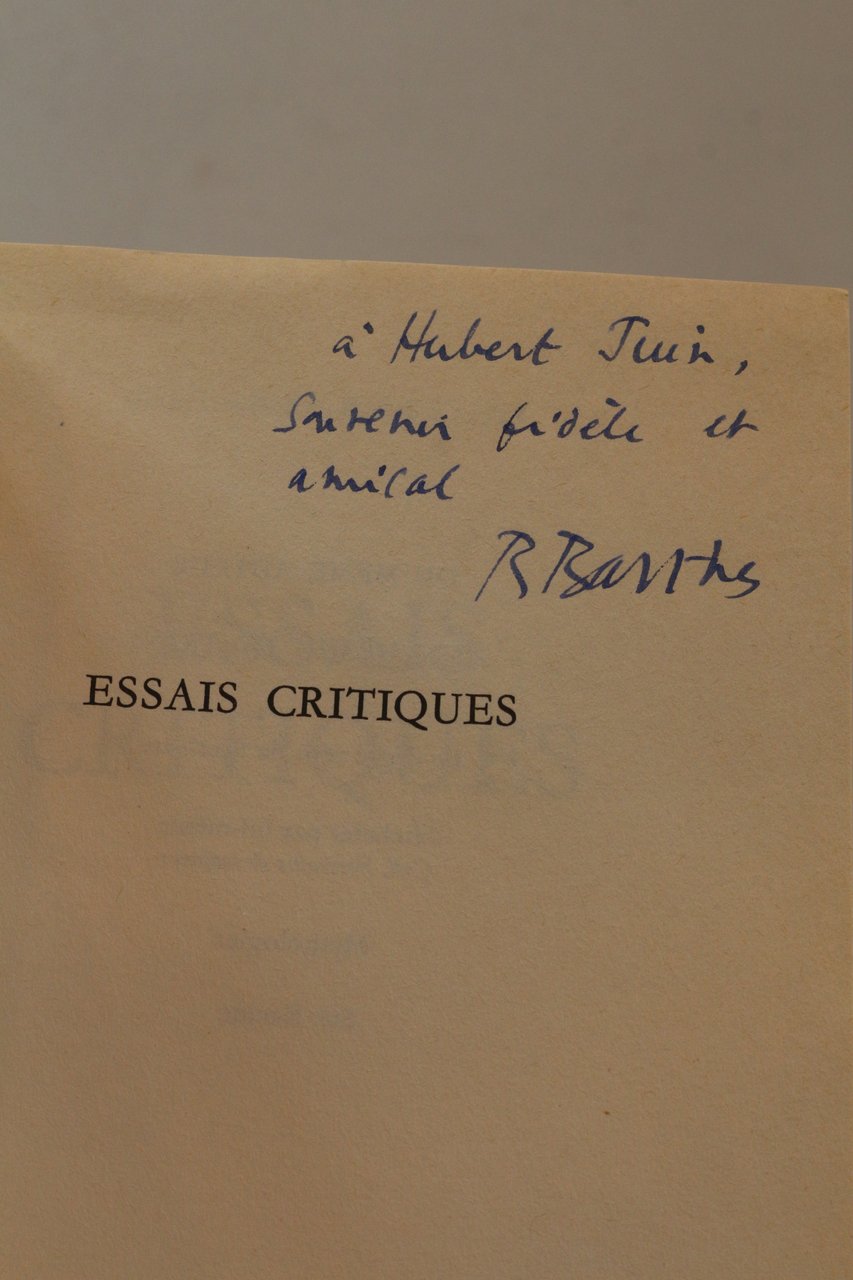 à Hubert Juin,
Souvenir fidèle et
amical
R Barthes
ESSAIS CRITIQUES